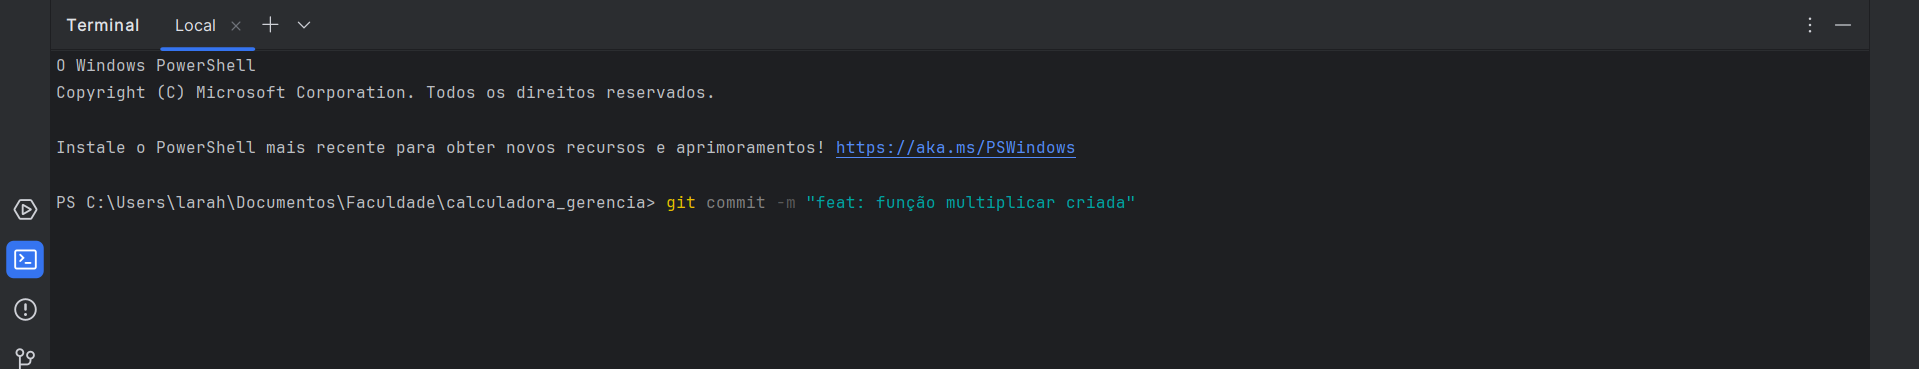 Terminal Local
O Windows PowerShell
Copyright (C) Microsoft Corporation. Todos os direitos reservados.
Instale o PowerShell mais recente para obter novos recursos e aprimoramentos! https://aka.ms/PSWindows
PS C:\Users\larah\Documentos\Faculdade\calculadora_gerencia> git commit -m "feat: função multiplicar criada"